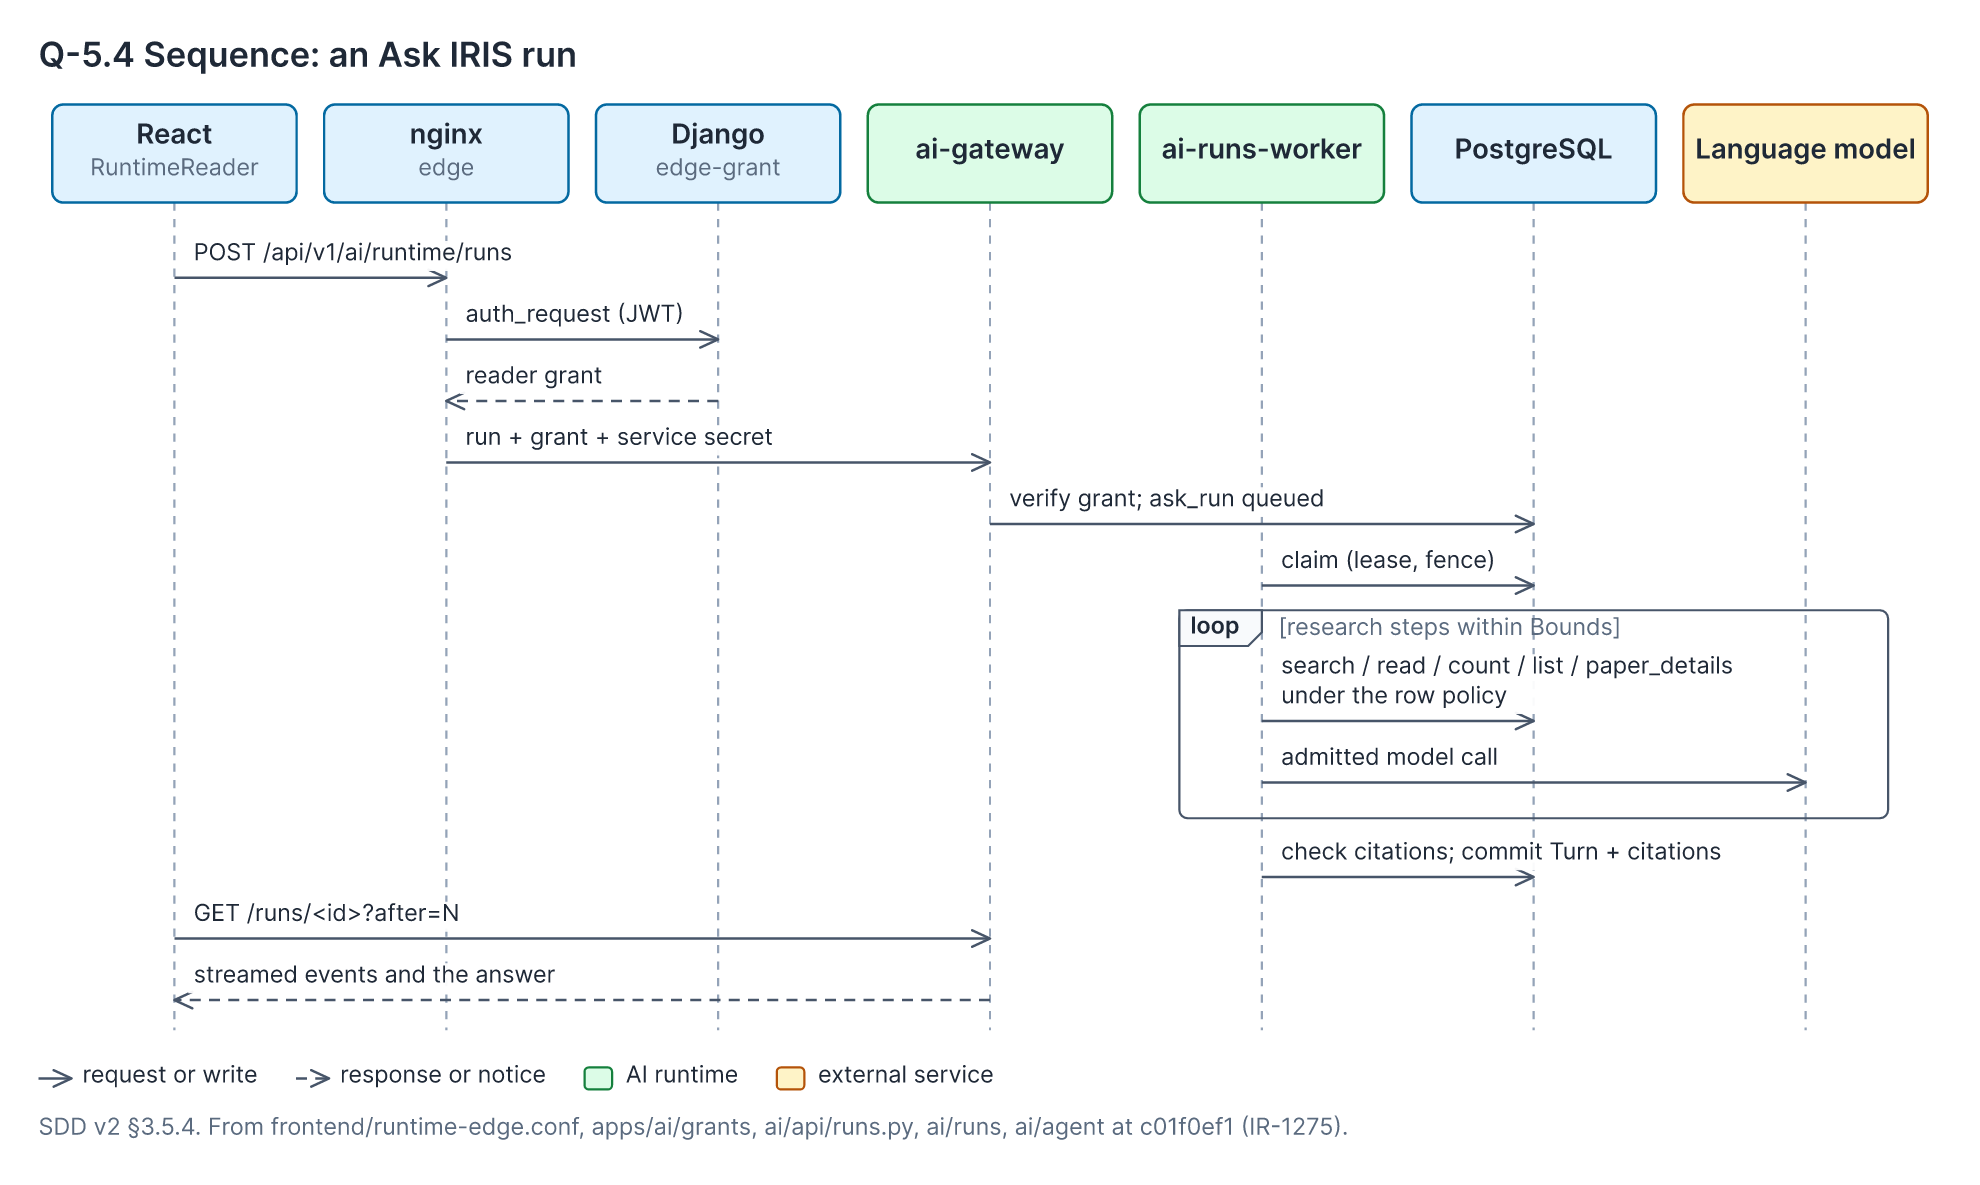 Q-5.4 Sequence: an Ask IRIS run
React
RuntimeReader
nginx
edge
Django
edge-grant
ai-gateway
ai-runs-worker
PostgreSQL
Language model
POST /api/v1/ai/runtime/runs
auth_request (JWT)
reader grant
run + grant + service secret
verify grant; ask_run queued
claim (lease, fence)
loop
[research steps within Bounds]
search / read / count / list / paper_details
under the row policy
admitted model call
check citations; commit Turn + citations
GET /runs/<id>?after=N
streamed events and the answer
request or write
response or notice
AI runtime
external service
SDD v2 §3.5.4. From frontend/runtime-edge.conf, apps/ai/grants, ai/api/runs.py, ai/runs, ai/agent at c01f0ef1 (IR-1275).